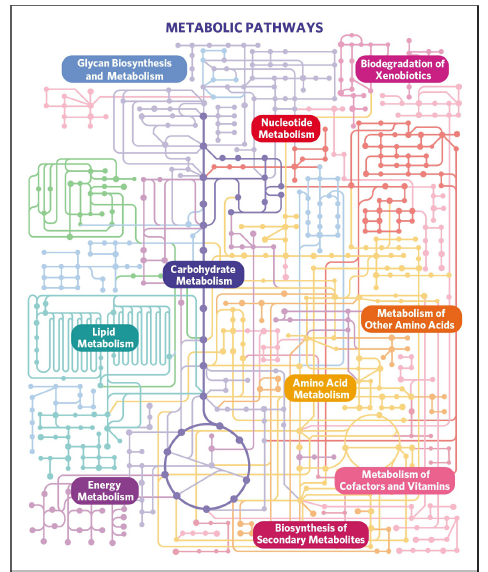 METABOLIC PATHWAYS
Glycan Biosynthesis
and Metabolism
Biodegradation of
Xenobiotics
Nucleotide
Metabolism
Carbohydrate
Metabolism
Metabolism of
Other Amino Acids
Lipid
Metabolism
Amino Acid
Metabolism
Energy
Metabolism
Metabolism of
Cofactors and Vitamins
Biosynthesis of
Secondary Metabolites